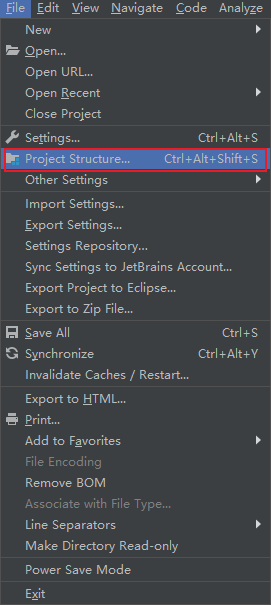 File Edit View Navigate Code Analyze
New
Open...
Open URL...
Open Recent
Close Project
Settings... Ctrl+Alt+S
Project Structure... Ctrl+Alt+Shift+S
Other Settings
Import Settings...
Export Settings...
Settings Repository...
Sync Settings to JetBrains Account...
Export Project to Eclipse...
Export to Zip File...
Save All Ctrl+S
Synchronize Ctrl+Alt+Y
Invalidate Caches / Restart...
Export to HTML...
Print...
Add to Favorites
File Encoding
Remove BOM
Associate with File Type...
Line Separators
Make Directory Read-only
Power Save Mode
Exit